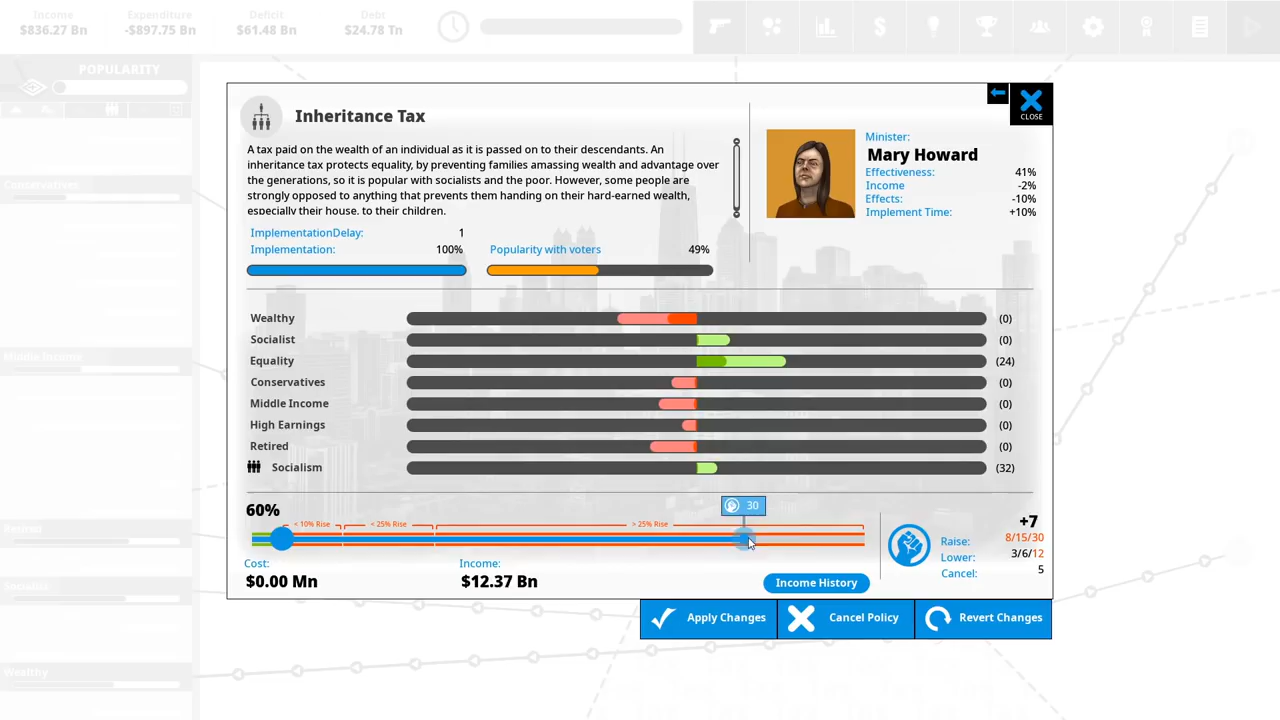 Income Expenditure Deficit Debt
$836.27 Bn -$897.75 Bn $61.48 Bn $24.78 Tn
POPULARITY
Conservatives
Middle Income
Retired
Socialist
Wealthy
Inheritance Tax
A tax paid on the wealth of an individual as it is passed on to their descendants. An
inheritance tax protects equality, by preventing families amassing wealth and advantage over
the generations, so it is popular with socialists and the poor. However, some people are
strongly opposed to anything that prevents them handing on their hard-earned wealth,
especially their house, to their children.
CLOSE
Minister:
Mary Howard
Effectiveness: 41%
Income -2%
Effects: -10%
Implement Time: +10%
ImplementationDelay: 1
Implementation: 100%
Popularity with voters 49%
Wealthy (0)
Socialist (0)
Equality (24)
Conservatives (0)
Middle Income (0)
High Earnings (0)
Retired (0)
Socialism (32)
60%
30
< 10% Rise < 25% Rise > 25% Rise
Cost: Income:
$0.00 Mn $12.37 Bn
Income History
+7
Raise: 8/15/30
Lower: 3/6/12
Cancel: 5
Apply Changes Cancel Policy Revert Changes